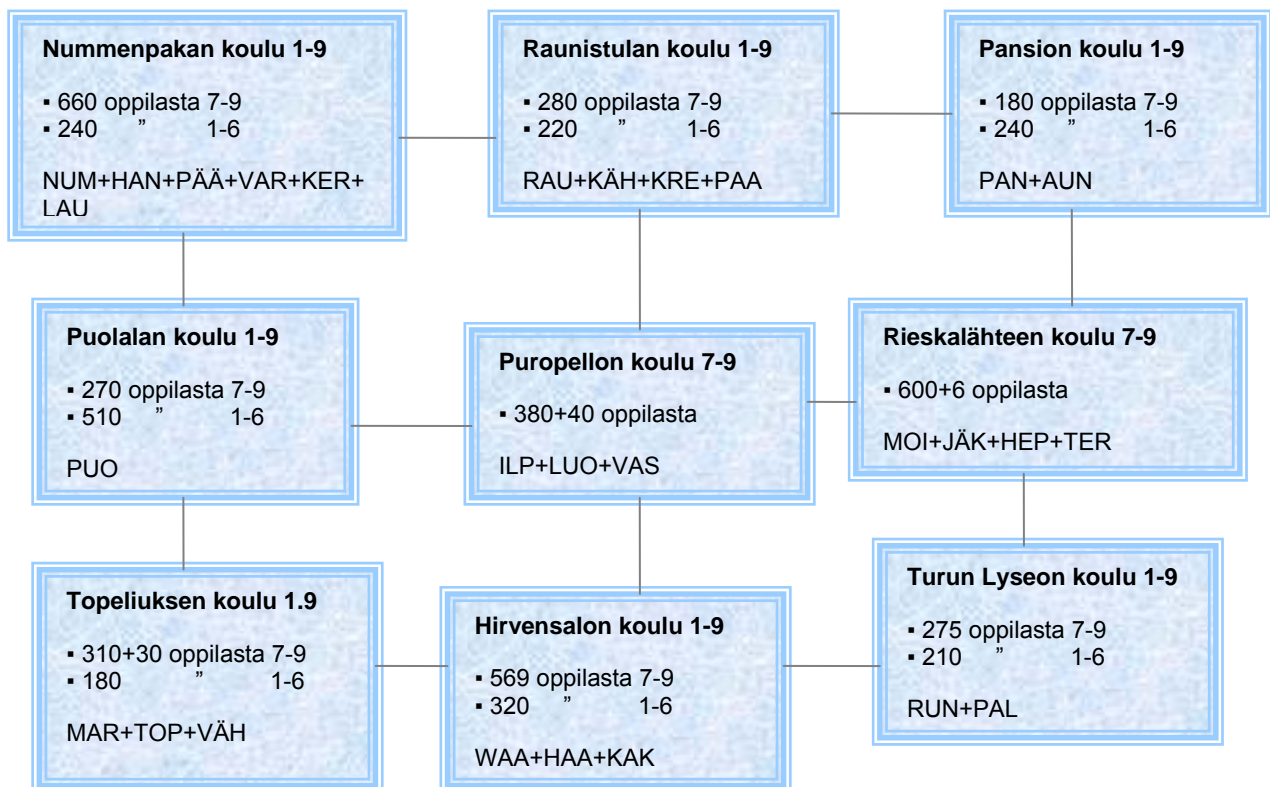 Nummenpakan koulu 1-9
▪ 660 oppilasta 7-9
▪ 240 ” 1-6
NUM+HAN+PÄÄ+VAR+KER+
LAU
Raunistulan koulu 1-9
▪ 280 oppilasta 7-9
▪ 220 ” 1-6
RAU+KÄH+KRE+PAA
Pansion koulu 1-9
▪ 180 oppilasta 7-9
▪ 240 ” 1-6
PAN+AUN
Puolalan koulu 1-9
▪ 270 oppilasta 7-9
▪ 510 ” 1-6
PUO
Puropellon koulu 7-9
▪ 380+40 oppilasta
ILP+LUO+VAS
Rieskalähteen koulu 7-9
▪ 600+6 oppilasta
MOI+JÄK+HEP+TER
Topeliuksen koulu 1.9
▪ 310+30 oppilasta 7-9
▪ 180 ” 1-6
MAR+TOP+VÄH
Hirvensalon koulu 1-9
▪ 569 oppilasta 7-9
▪ 320 ” 1-6
WAA+HAA+KAK
Turun Lyseon koulu 1-9
▪ 275 oppilasta 7-9
▪ 210 ” 1-6
RUN+PAL